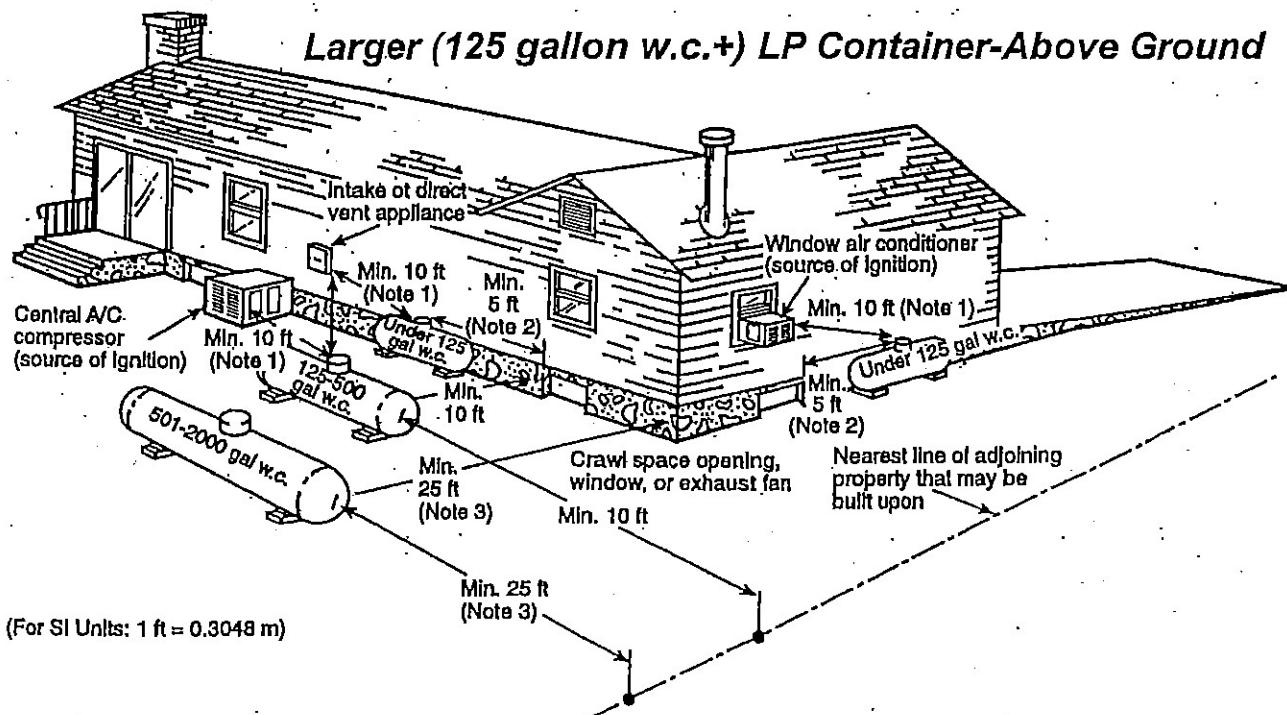 Larger (125 gallon w.c.+) LP Container-Above Ground
Intake ot direct
vent appliance
Window air conditioner
(source of Ignition)
Min. 10 ft
(Note 1)
Min.
5 ft
(Note 2)
Min. 10 ft (Note 1)
Central A/C
compressor
(source of Ignition)
Min. 10 ft
(Note 1)
Under 125
gal w.c.
Under 125 gal w.c.
125-500
gal w.c.
Min.
10 ft
Min.
5 ft
(Note 2)
501-2000 gal w.c.
Min.
25 ft
(Note 3)
Crawl space opening,
window, or exhaust fan
Nearest line of adjoining
property that may be
built upon
Min. 10 ft
Min. 25 ft
(Note 3)
(For SI Units: 1 ft = 0.3048 m)